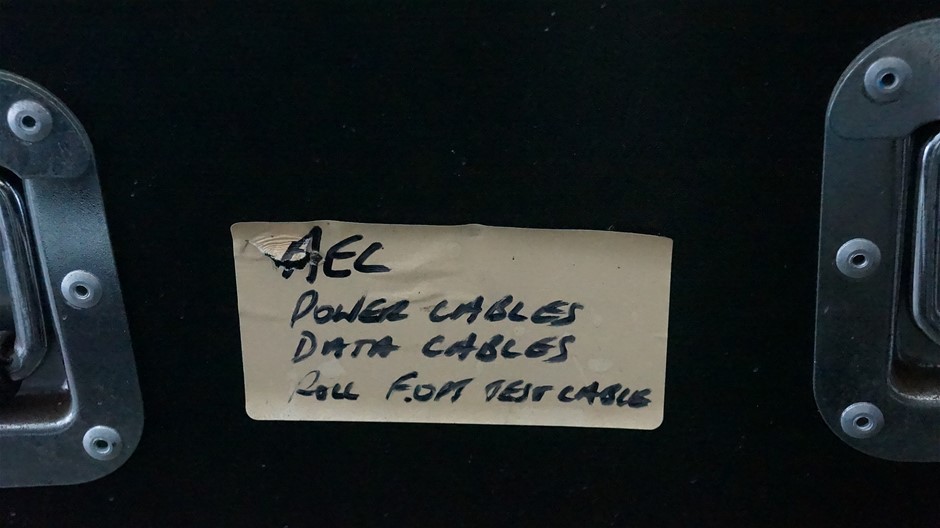 AEC
POWER CABLES
DATA CABLES
ROLL F.OPT TEST CABLE